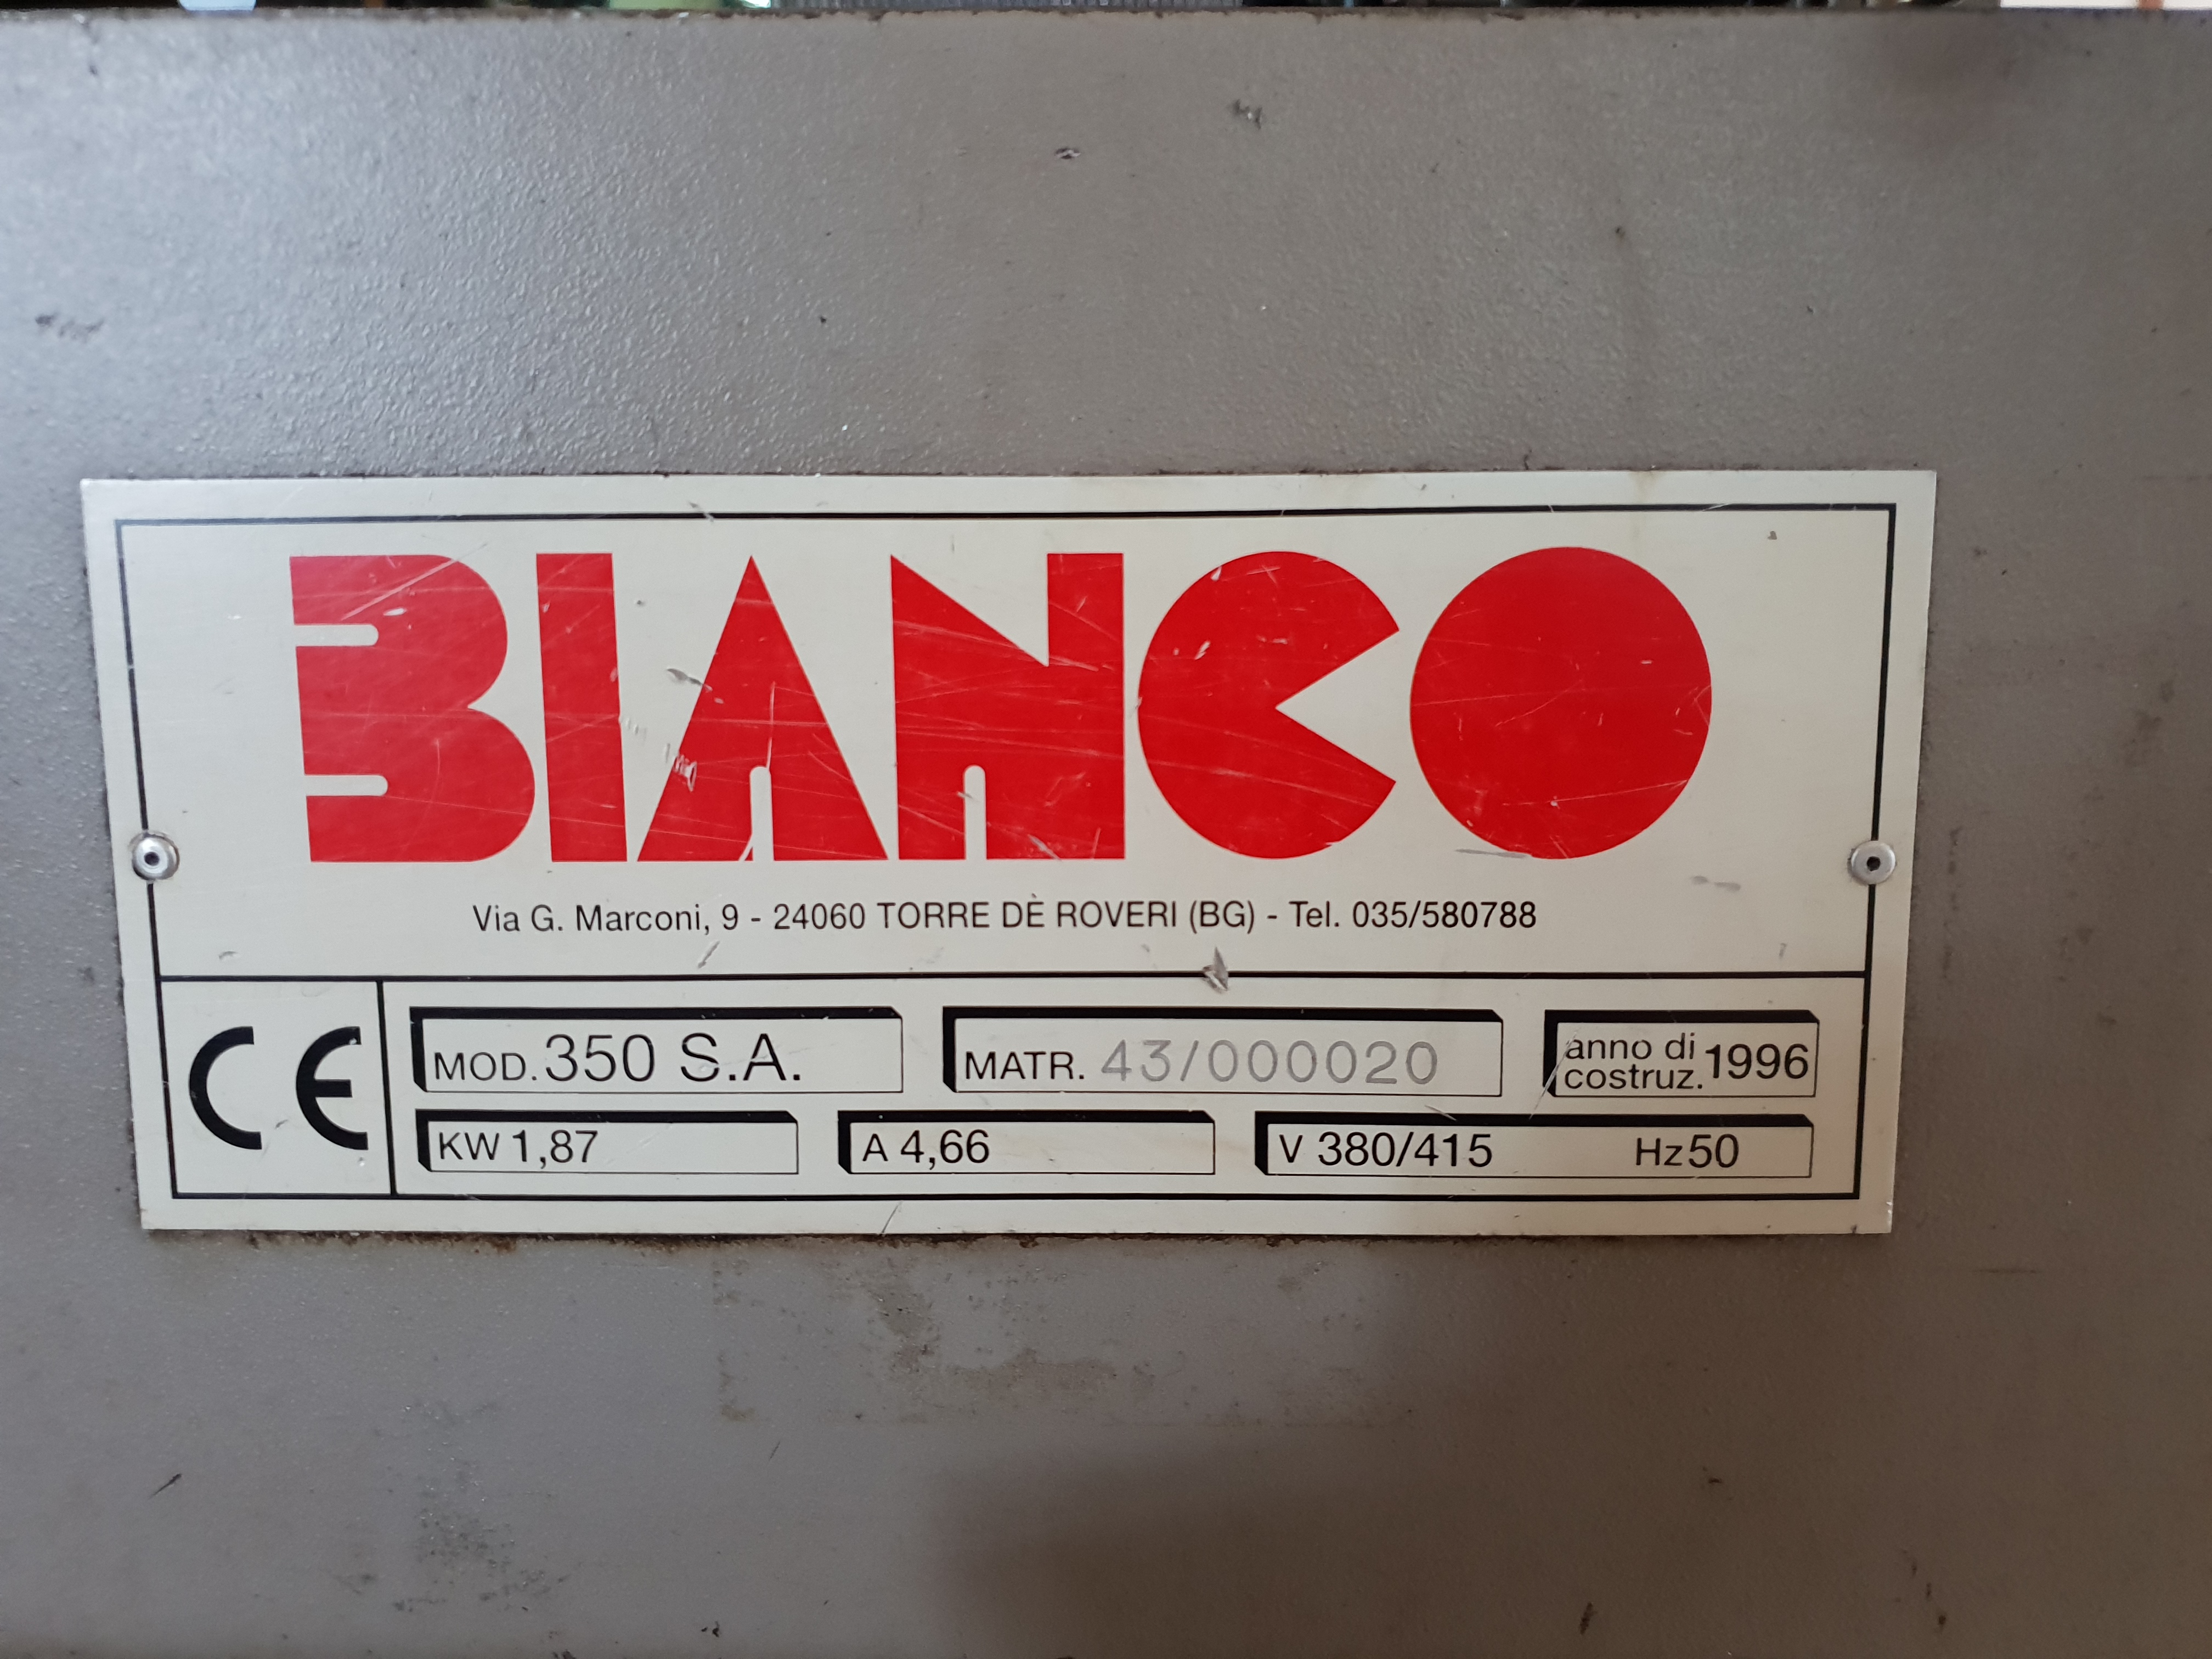 BIANCO
Via G. Marconi, 9 - 24060 TORRE DÈ ROVERI (BG) - Tel. 035/580788
CE
MOD. 350 S.A.
MATR. 43/000020
anno di
costruz. 1996
KW 1,87
A 4,66
V 380/415 Hz 50